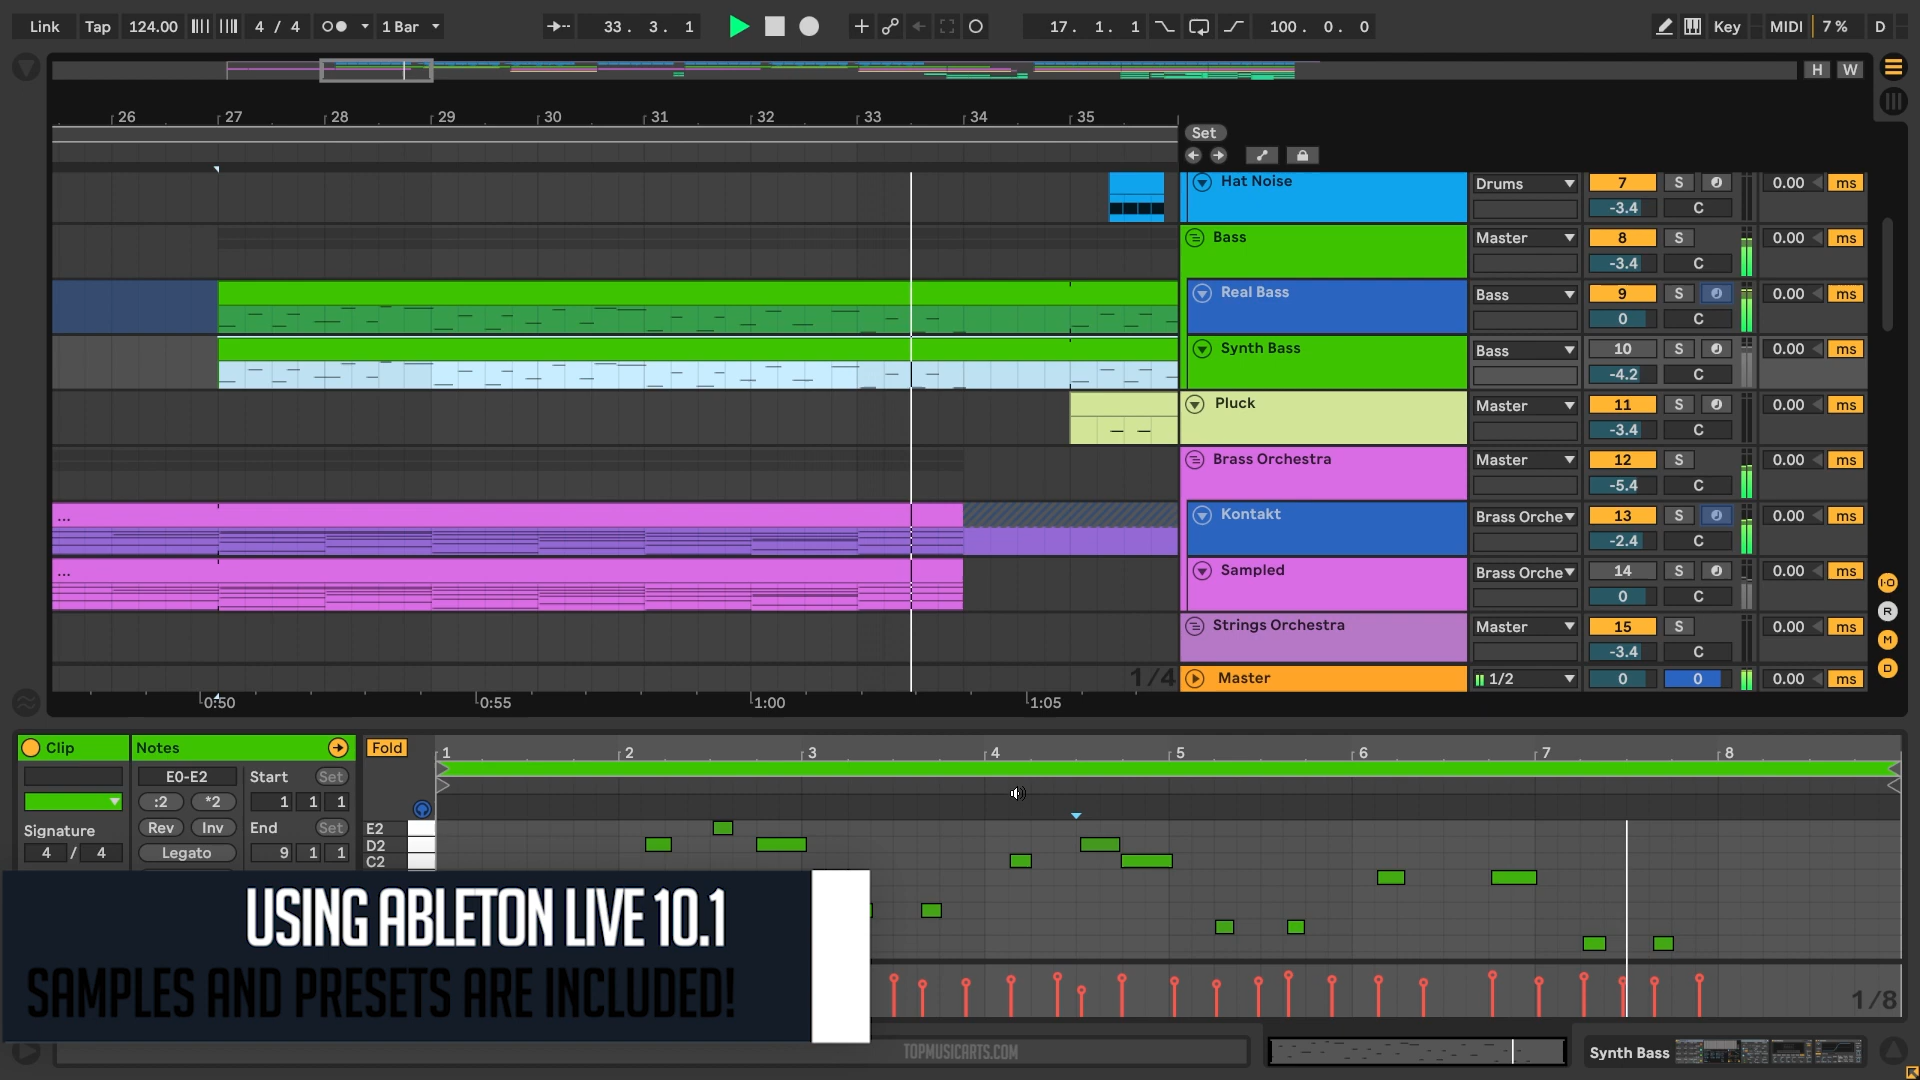 Link Tap 124.00 4 / 4 1 Bar 33. 3. 1 17. 1. 1 100. 0. 0 Key MIDI 7 % D
H W
26 27 28 29 30 31 32 33 34 35
Set
Hat Noise Drums 7 S 0.00 ms
-3.4 C
Bass Master 8 S 0.00 ms
-3.4 C
Real Bass Bass 9 S 0.00 ms
0 C
Synth Bass Bass 10 S 0.00 ms
-4.2 C
Pluck Master 11 S 0.00 ms
-3.4 C
Brass Orchestra Master 12 S 0.00 ms
-5.4 C
... Kontakt Brass Orche 13 S 0.00 ms
-2.4 C
... Sampled Brass Orche 14 S 0.00 ms
0 C
I·O
R
Strings Orchestra Master 15 S 0.00 ms
M
-3.4 C
D
1/4 Master 1/2 0 0 0.00 ms
0:50 0:55 1:00 1:05
Clip Notes Fold 1 2 3 4 5 6 7 8
E0-E2 Start Set
:2 *2 1 1 1
Signature Rev Inv End Set
4 / 4 Legato 9 1 1
E2
D2
C2
USING ABLETON LIVE 10.1
SAMPLES AND PRESETS ARE INCLUDED!
1/8
TOPMUSICARTS.COM
Synth Bass